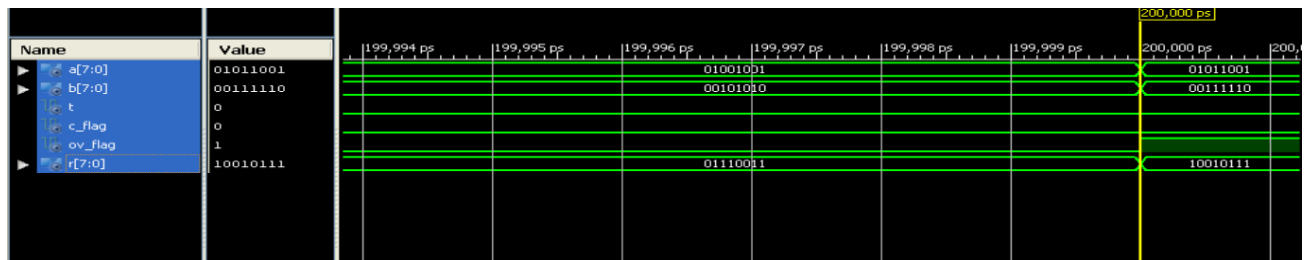 200,000 ps
Name Value 199,994 ps 199,995 ps 199,996 ps 199,997 ps 199,998 ps 199,999 ps 200,000 ps 200,
a[7:0] 01011001 01001001 01011001
b[7:0] 00111110 00101010 00111110
t 0
c_flag 0
ov_flag 1
r[7:0] 10010111 01110011 10010111